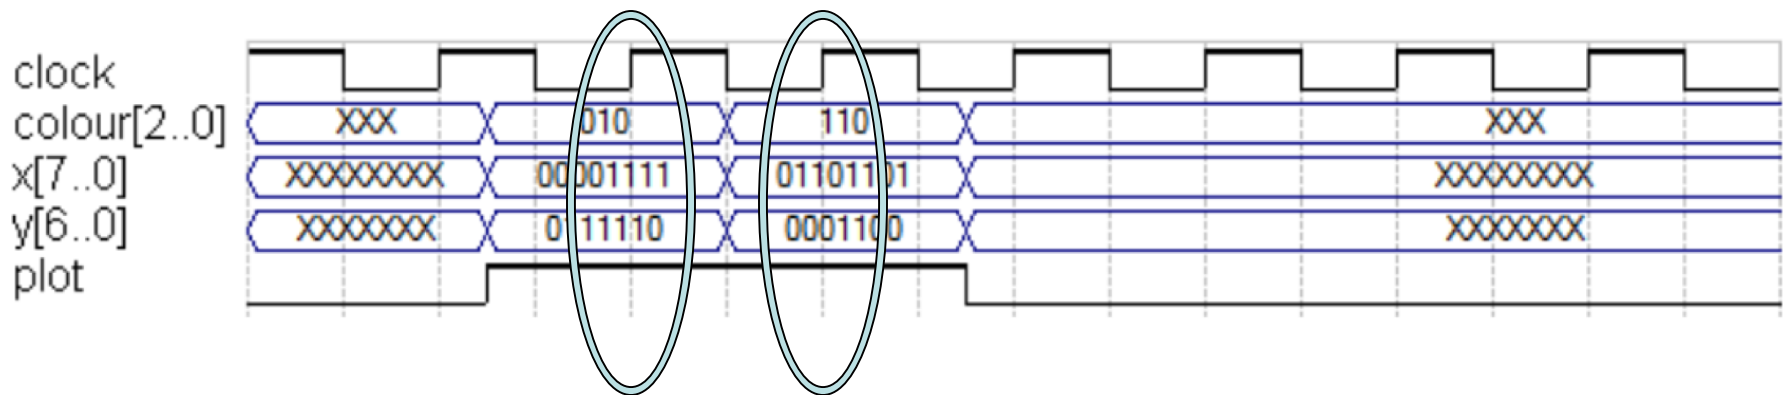 clock
colour[2..0] XXX 010 110 XXX
x[7..0] XXXXXXXX 00001111 01101101 XXXXXXXX
y[6..0] XXXXXXX 0111110 0001100 XXXXXXX
plot